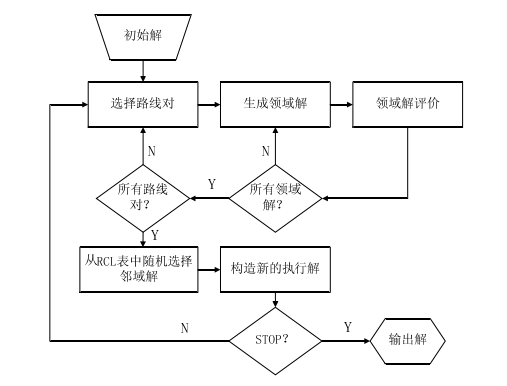 初始解
选择路线对
生成领域解
领域解评价
N
N
所有路线
对？
Y
所有领域
解？
Y
从RCL表中随机选择
邻域解
构造新的执行解
N
STOP？
Y
输出解